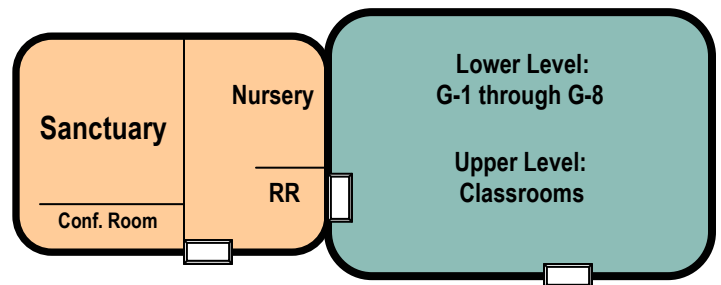 Sanctuary
Conf. Room
Nursery
RR
Lower Level:
G-1 through G-8
Upper Level:
Classrooms